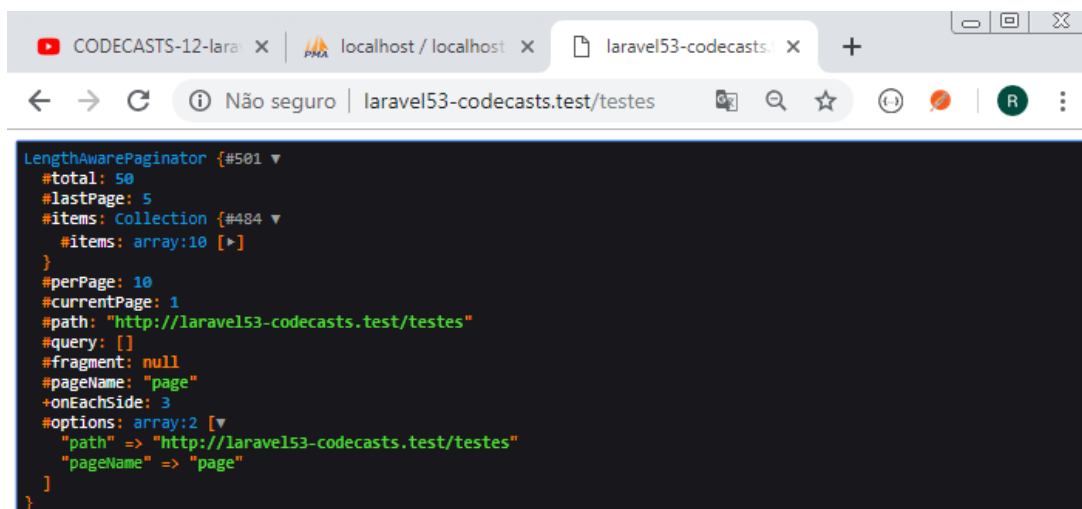 CODECASTS-12-lara
PMA localhost / localhost
laravel53-codecasts.t
Não seguro | laravel53-codecasts.test/testes
R
LengthAwarePaginator {#501 ▼
#total: 50
#lastPage: 5
#items: Collection {#484 ▼
#items: array:10 [▶]
}
#perPage: 10
#currentPage: 1
#path: "http://laravel53-codecasts.test/testes"
#query: []
#fragment: null
#pageName: "page"
+onEachSide: 3
#options: array:2 [▼
"path" => "http://laravel53-codecasts.test/testes"
"pageName" => "page"
]
}